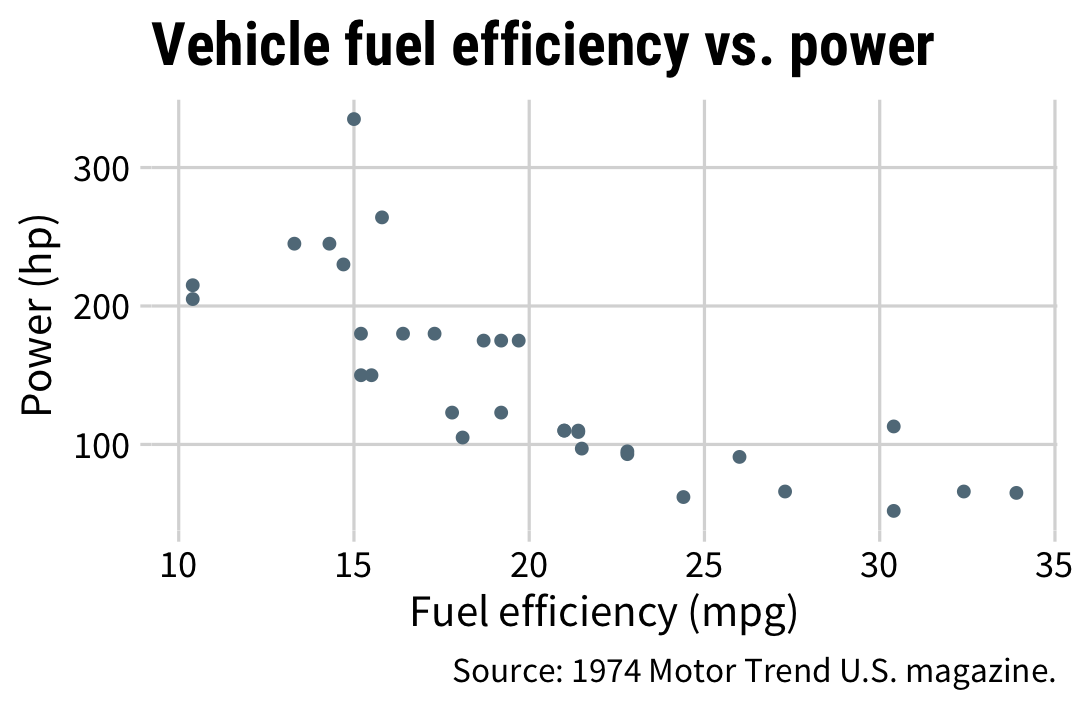 Vehicle fuel efficiency vs. power
Power (hp)
300
200
100
10 15 20 25 30 35
Fuel efficiency (mpg)
Source: 1974 Motor Trend U.S. magazine.